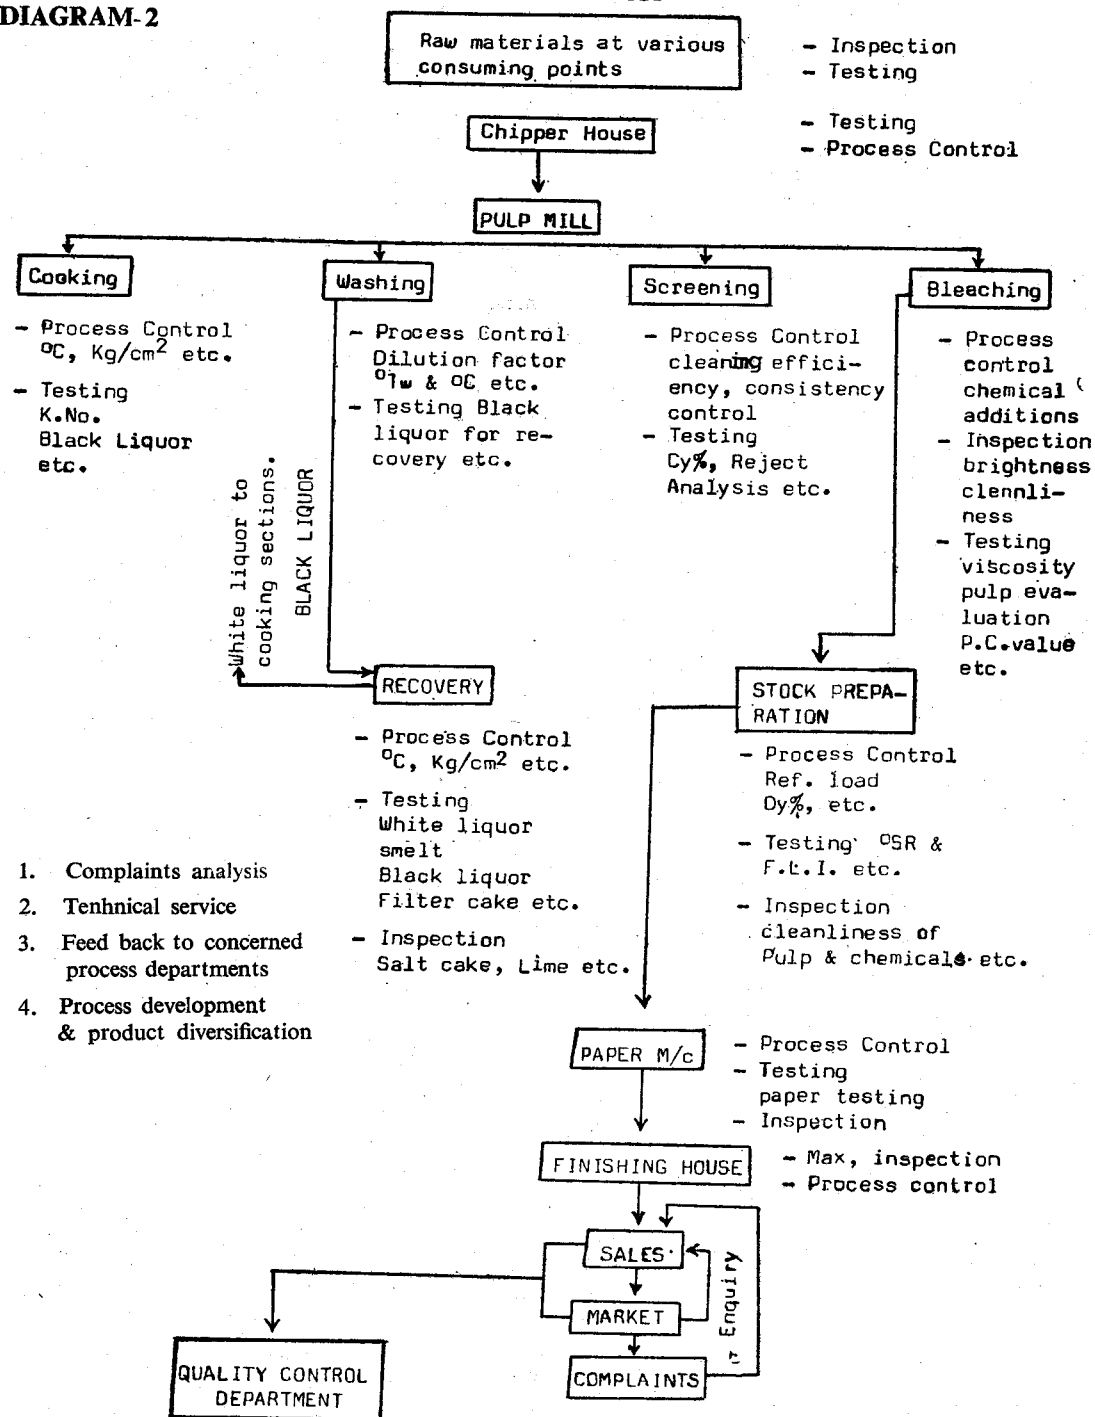 DIAGRAM-2
Raw materials at various
consuming points
- Inspection
- Testing
Chipper House
- Testing
- Process Control
PULP MILL
Cooking
- Process Control
ºC, Kg/cm² etc.
- Testing
K.No.
Black Liquor
etc.
Washing
- Process Control
Dilution factor
ºTw & ºC etc.
- Testing Black
liquor for re-
covery etc.
Screening
- Process Control
cleaning effici-
ency, consistency
control
- Testing
Cy%, Reject
Analysis etc.
Bleaching
- Process
control
chemical
additions
- Inspection
brightness
clennli-
ness
- Testing
viscosity
pulp eva-
luation
P.C.value
etc.
White liquor to
cooking sections.
BLACK LIQUOR
RECOVERY
- Process Control
ºC, Kg/cm² etc.
- Testing
White liquor
smelt
Black liquor
Filter cake etc.
- Inspection
Salt cake, Lime etc.
STOCK PREPA-
RATION
- Process Control
Ref. load
Oy%, etc.
- Testing ºSR &
F.L.I. etc.
- Inspection
cleanliness of
Pulp & chemicals etc.
1. Complaints analysis
2. Tenhnical service
3. Feed back to concerned
process departments
4. Process development
& product diversification
PAPER M/c
- Process Control
- Testing
paper testing
- Inspection
FINISHING HOUSE
- Max, inspection
- Process control
SALES
MARKET
COMPLAINTS
Enquiry
QUALITY CONTROL
DEPARTMENT